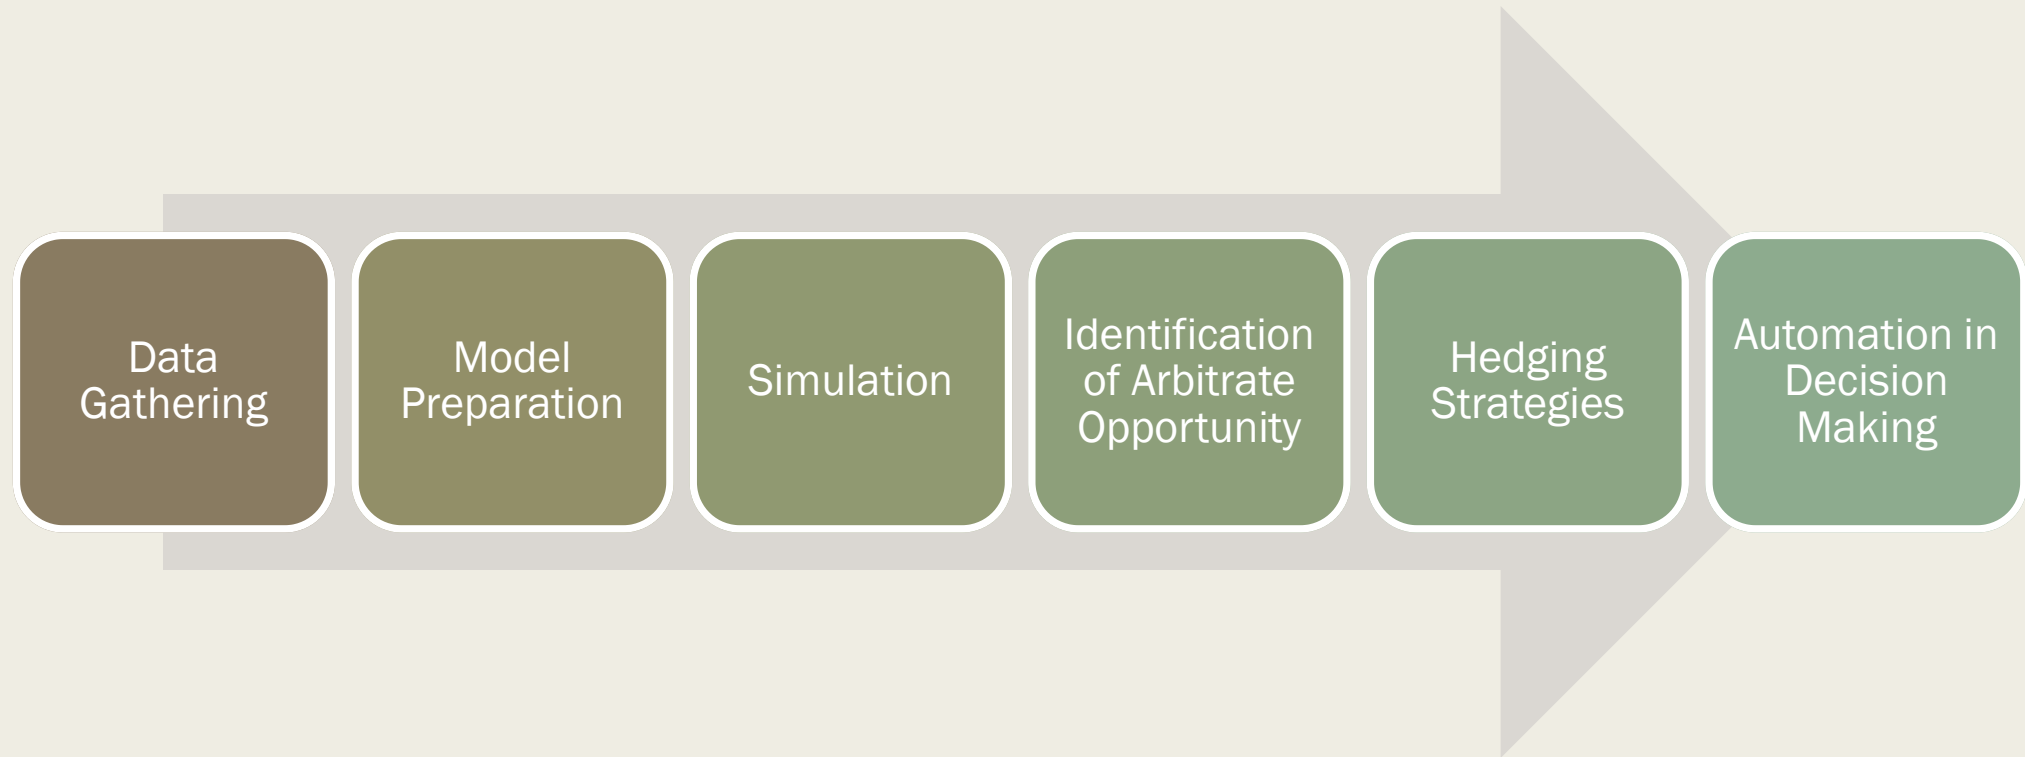 Data
Gathering
Model
Preparation
Simulation
Identification
of Arbitrate
Opportunity
Hedging
Strategies
Automation in
Decision
Making